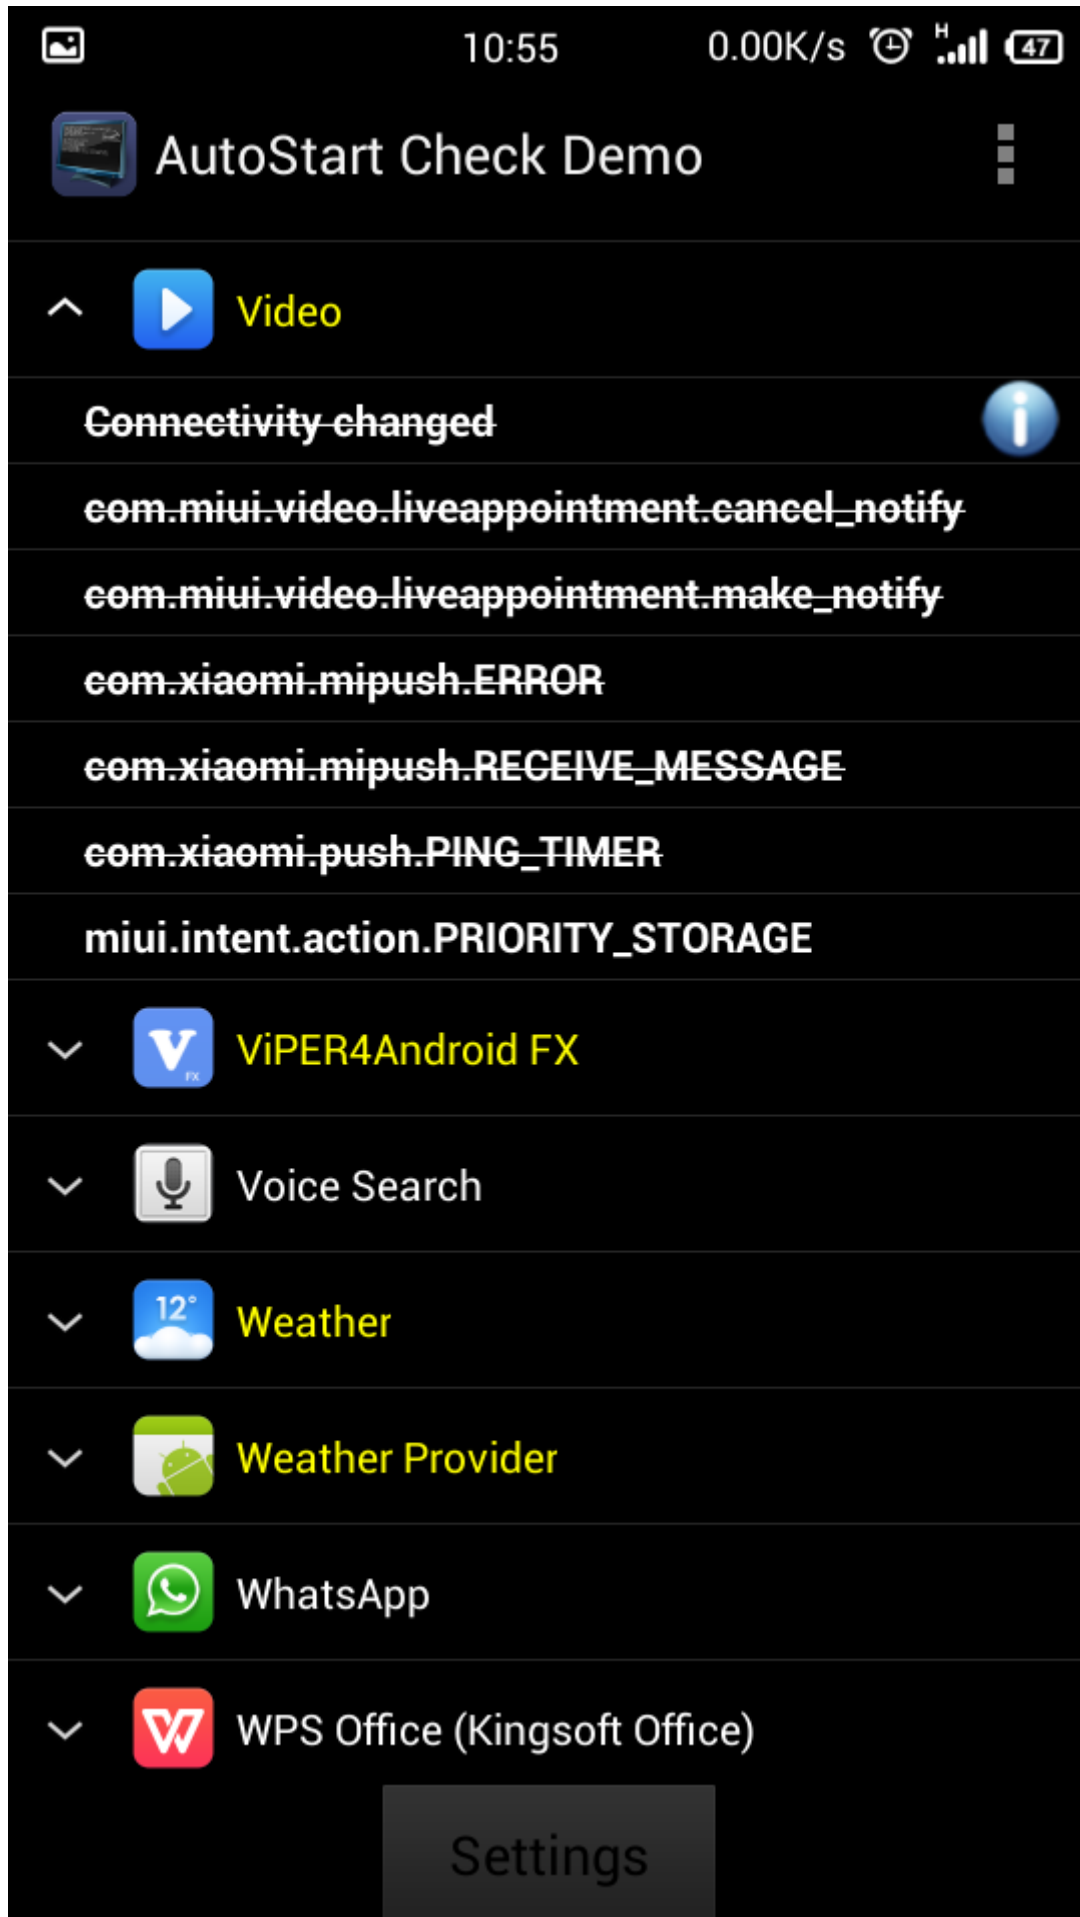 10:55 0.00K/s H 47
AutoStart Check Demo
Video
Connectivity changed
com.miui.video.liveappointment.cancel_notify
com.miui.video.liveappointment.make_notify
com.xiaomi.mipush.ERROR
com.xiaomi.mipush.RECEIVE_MESSAGE
com.xiaomi.push.PING_TIMER
miui.intent.action.PRIORITY_STORAGE
V FX ViPER4Android FX
Voice Search
12° Weather
Weather Provider
WhatsApp
W WPS Office (Kingsoft Office)
Settings